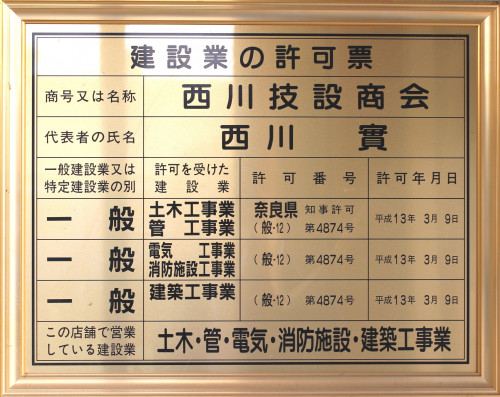 建設業の許可票
商号又は名称 西川技設商会
代表者の氏名 西川 實
一般建設業又は
特定建設業の別
許可を受けた
建設業
許可番号 許可年月日
一般
土木工事業
管工事業
奈良県 知事許可
(般-12) 第4874号
平成13年 3月 9日
一般
電気 工事業
消防施設工事業
(般-12) 第4874号
平成13年 3月 9日
一般
建築工事業
(般-12) 第4874号
平成13年 3月 9日
この店舗で営業
している建設業
土木・管・電気・消防施設・建築工事業